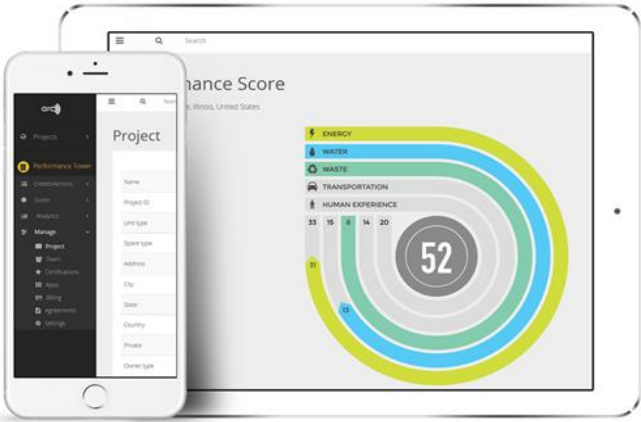 Search
mance Score
e, Illinois, United States
ENERGY
WATER
WASTE
TRANSPORTATION
HUMAN EXPERIENCE
33 15 8 14 20
52
31
13
arc
Search
Projects
Project
Performance Tower
Credits/Actions
Score
Analytics
Manage
Project
Team
Certifications
Apps
Billing
Agreements
Settings
Name
Project ID
Unit type
Space type
Address
City
State
Country
Private
Owner type